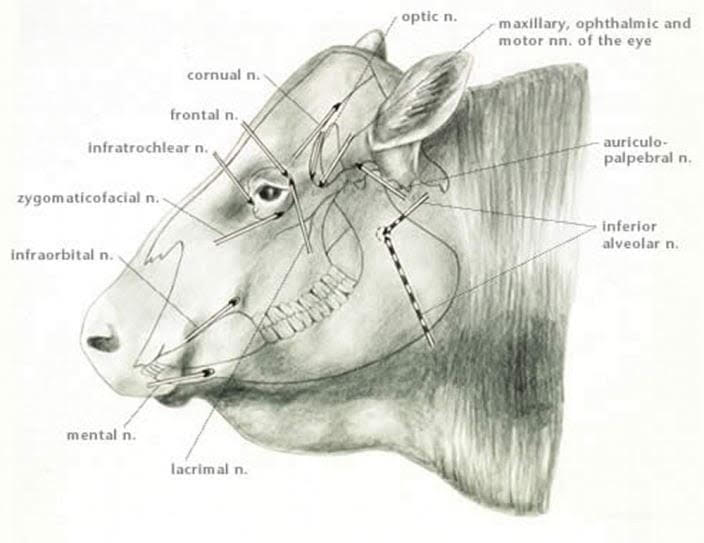 optic n.
maxillary, ophthalmic and
motor nn. of the eye
cornual n.
frontal n.
infratrochlear n.
auriculo-
palpebral n.
zygomaticofacial n.
inferior
alveolar n.
infraorbital n.
mental n.
lacrimal n.